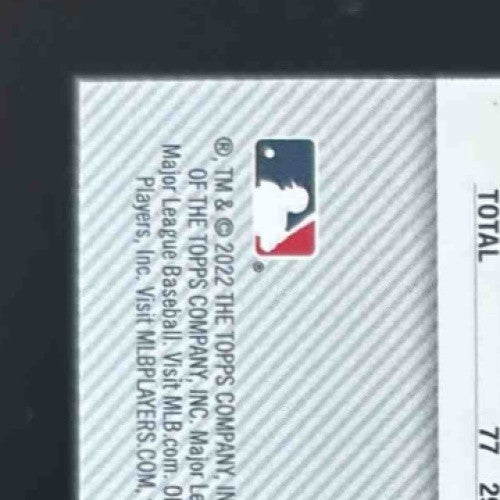 ®, TM & © 2022 THE TOPPS COMPANY,
OF THE TOPPS COMPANY, INC. Major
Major League Baseball. Visit MLB.com.
Players, Inc. Visit MLBPLAYERS.COM,
®
TOTAL 77